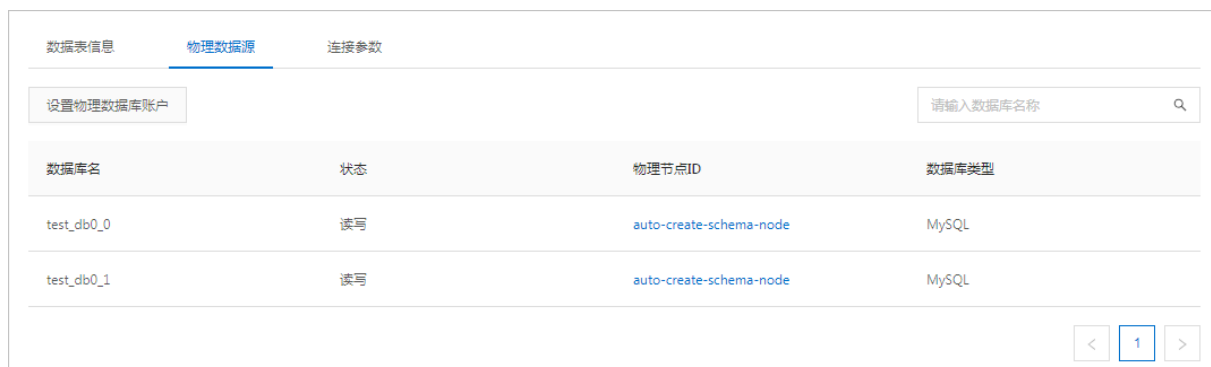 数据表信息 物理数据源 连接参数
设置物理数据库账户 请输入数据库名称
数据库名 状态 物理节点ID 数据库类型
test_db0_0 读写 auto-create-schema-node MySQL
test_db0_1 读写 auto-create-schema-node MySQL
< 1 >